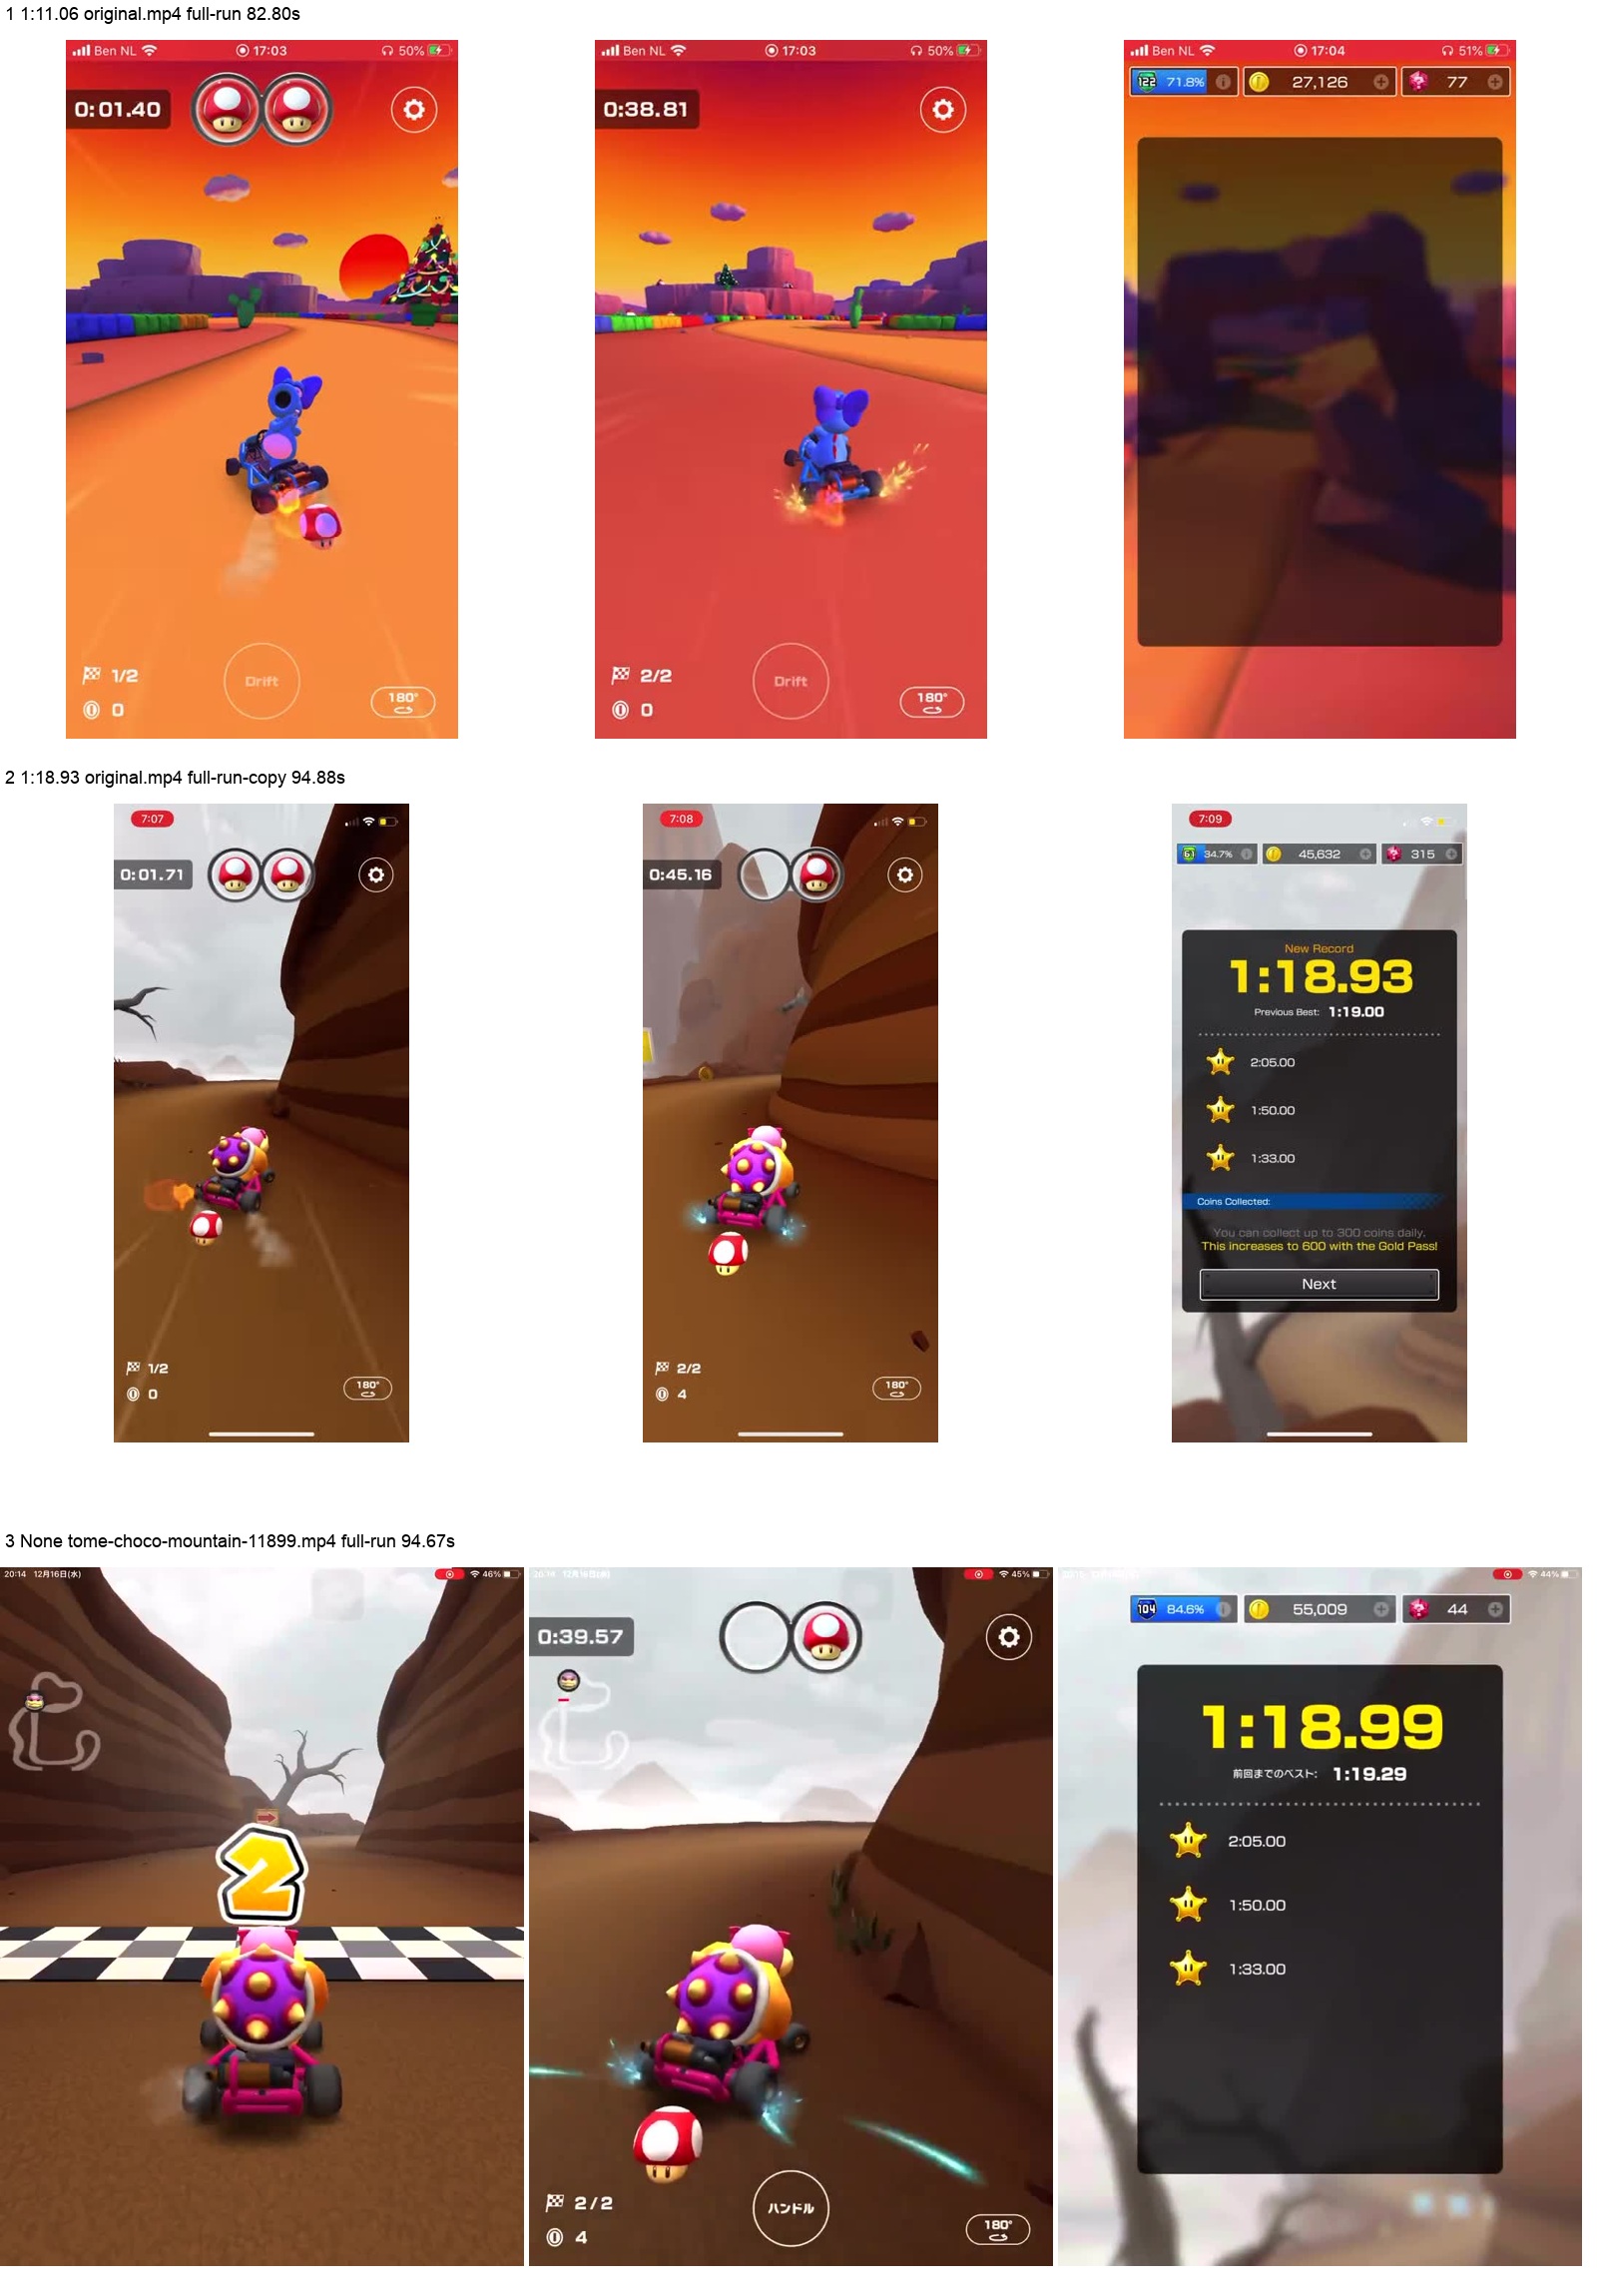 1 1:11.06 original.mp4 full-run 82.80s
Ben NL 17:03 50%
0:01.40
1/2
0
Drift
180°
Ben NL 17:03 50%
0:38.81
2/2
0
Drift
180°
Ben NL 17:04 51%
122 71.8% 27,126 77
2 1:18.93 original.mp4 full-run-copy 94.88s
7:07
0:01.71
1/2
0
180°
7:08
0:45.16
2/2
4
180°
7:09
34.7% 45,632 315
New Record
1:18.93
Previous Best: 1:19.00
2:05.00
1:50.00
1:33.00
Coins Collected:
You can collect up to 300 coins daily.
This increases to 600 with the Gold Pass!
Next
3 None tome-choco-mountain-11899.mp4 full-run 94.67s
20:14 12月16日(水) 46%
2
45%
0:39.57
2/2
4
ハンドル
180°
44%
104 84.6% 55,009 44
1:18.99
前回までのベスト: 1:19.29
2:05.00
1:50.00
1:33.00